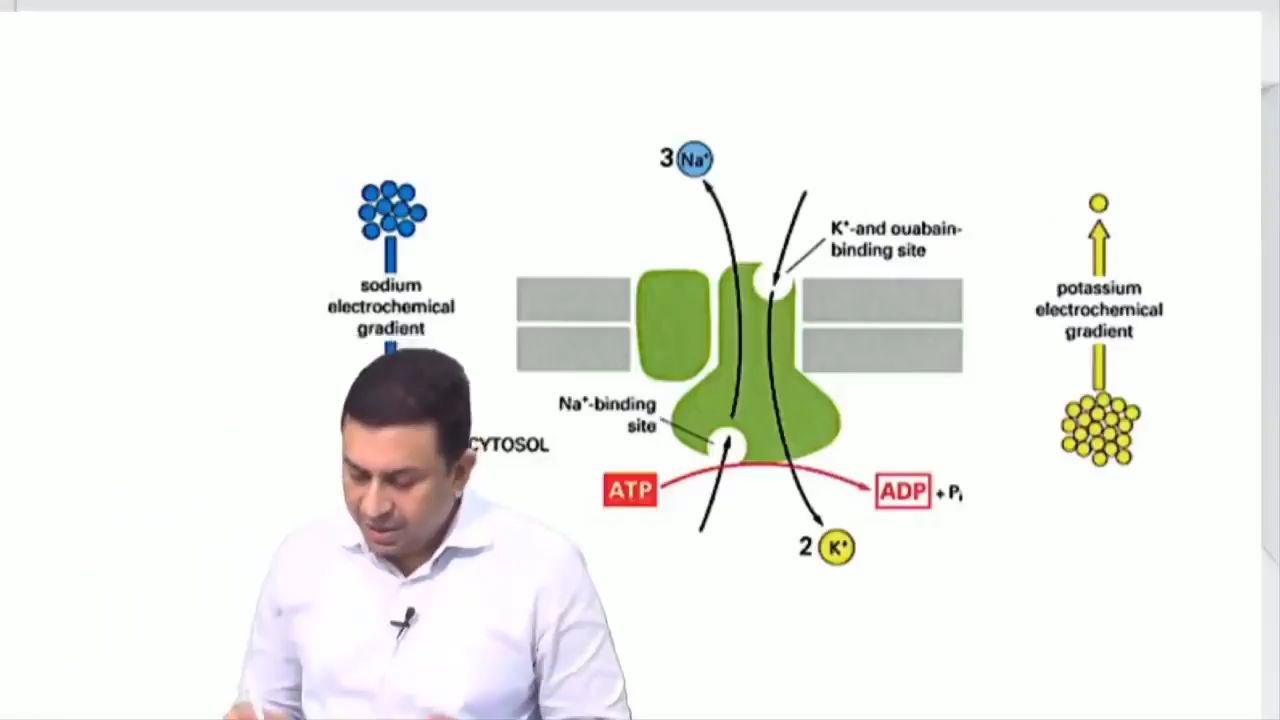 3 Na⁺
K⁺-and ouabain-
binding site
sodium
electrochemical
gradient
potassium
electrochemical
gradient
Na⁺-binding
site
CYTOSOL
ATP
ADP + Pᵢ
2 K⁺